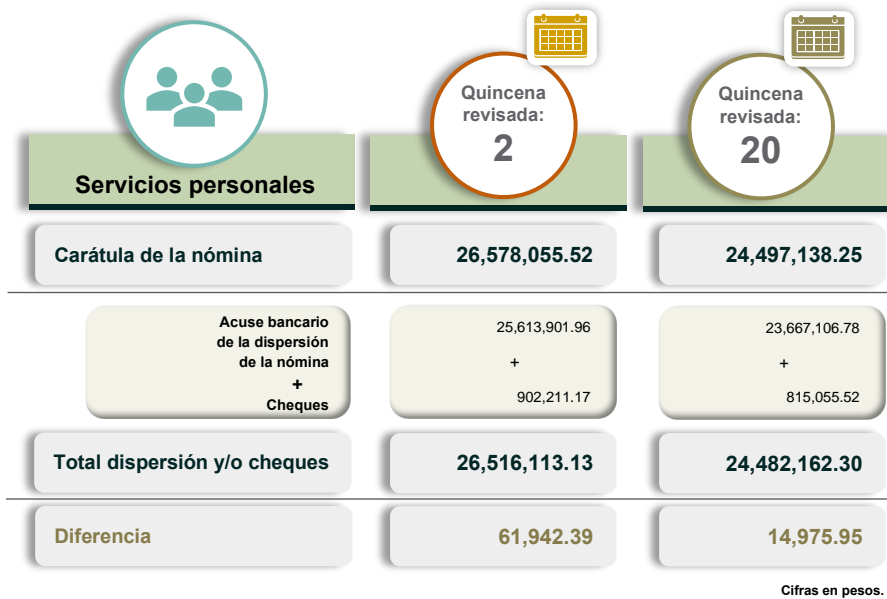 Servicios personales
Quincena
revisada:
2
Quincena
revisada:
20
Carátula de la nómina
26,578,055.52
24,497,138.25
Acuse bancario
de la dispersión
de la nómina
+
Cheques
25,613,901.96
+
902,211.17
23,667,106.78
+
815,055.52
Total dispersión y/o cheques
26,516,113.13
24,482,162.30
Diferencia
61,942.39
14,975.95
Cifras en pesos.